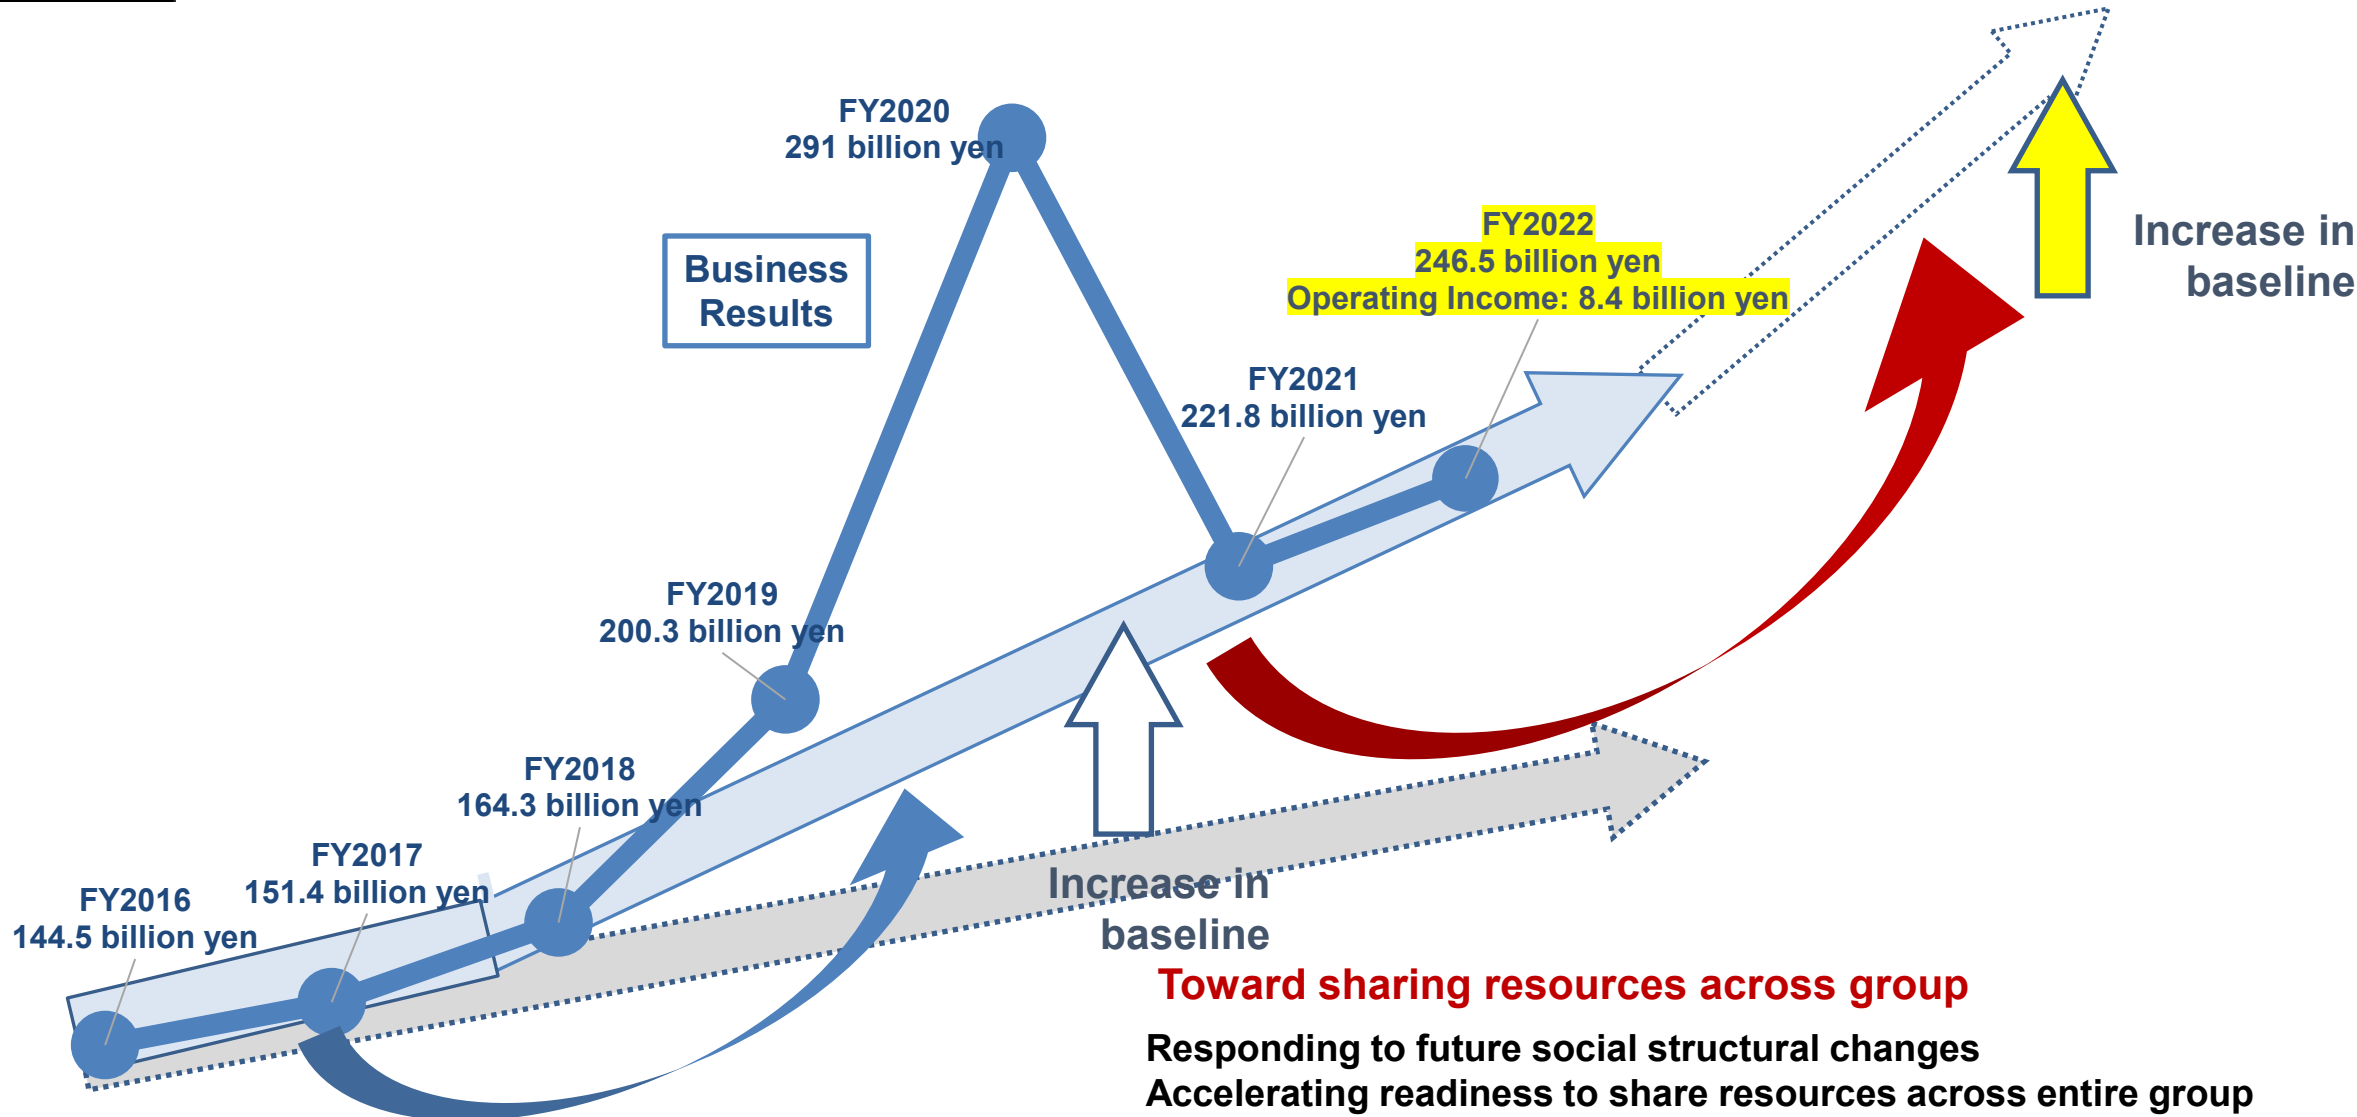 FY2020
291 billion yen
Business
Results
FY2022
246.5 billion yen
Operating Income: 8.4 billion yen
Increase in
baseline
FY2021
221.8 billion yen
FY2019
200.3 billion yen
FY2018
164.3 billion yen
FY2017
151.4 billion yen
FY2016
144.5 billion yen
Increase in
baseline
Toward sharing resources across group
Responding to future social structural changes
Accelerating readiness to share resources across entire group